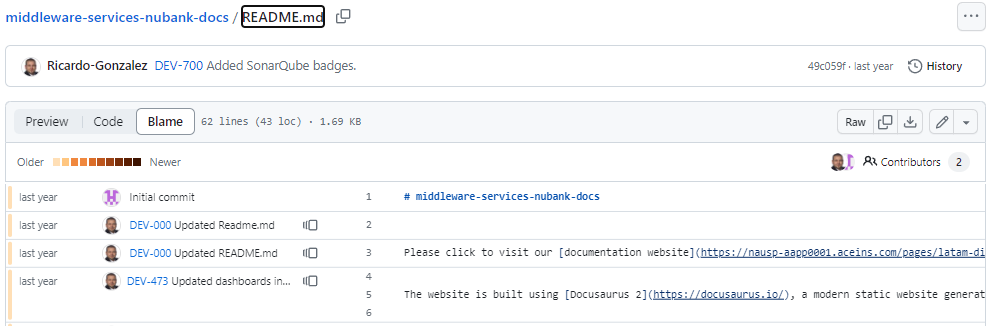 middleware-services-nubank-docs / README.md
Ricardo-Gonzalez DEV-700 Added SonarQube badges. 49c059f · last year History
Preview Code Blame 62 lines (43 loc) · 1.69 KB Raw
Older Newer Contributors 2
last year Initial commit 1 # middleware-services-nubank-docs
last year DEV-000 Updated Readme.md 2
last year DEV-000 Updated README.md 3 Please click to visit our [documentation website](https://nausp-aapp0001.aceins.com/pages/latam-di
last year DEV-473 Updated dashboards in... 4
5 The website is built using [Docusaurus 2](https://docusaurus.io/), a modern static website generat
6